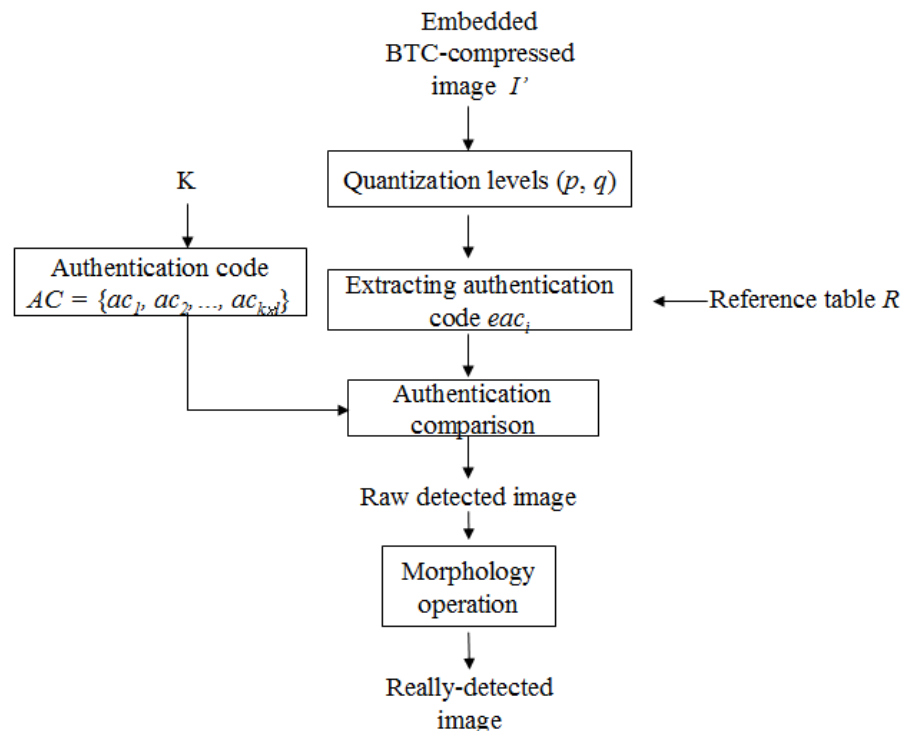 Embedded
BTC-compressed
image I’
Quantization levels (p, q)
K
Authentication code
AC = {ac1, ac2, ..., ackxl}
Extracting authentication
code eaci
Reference table R
Authentication
comparison
Raw detected image
Morphology
operation
Really-detected
image